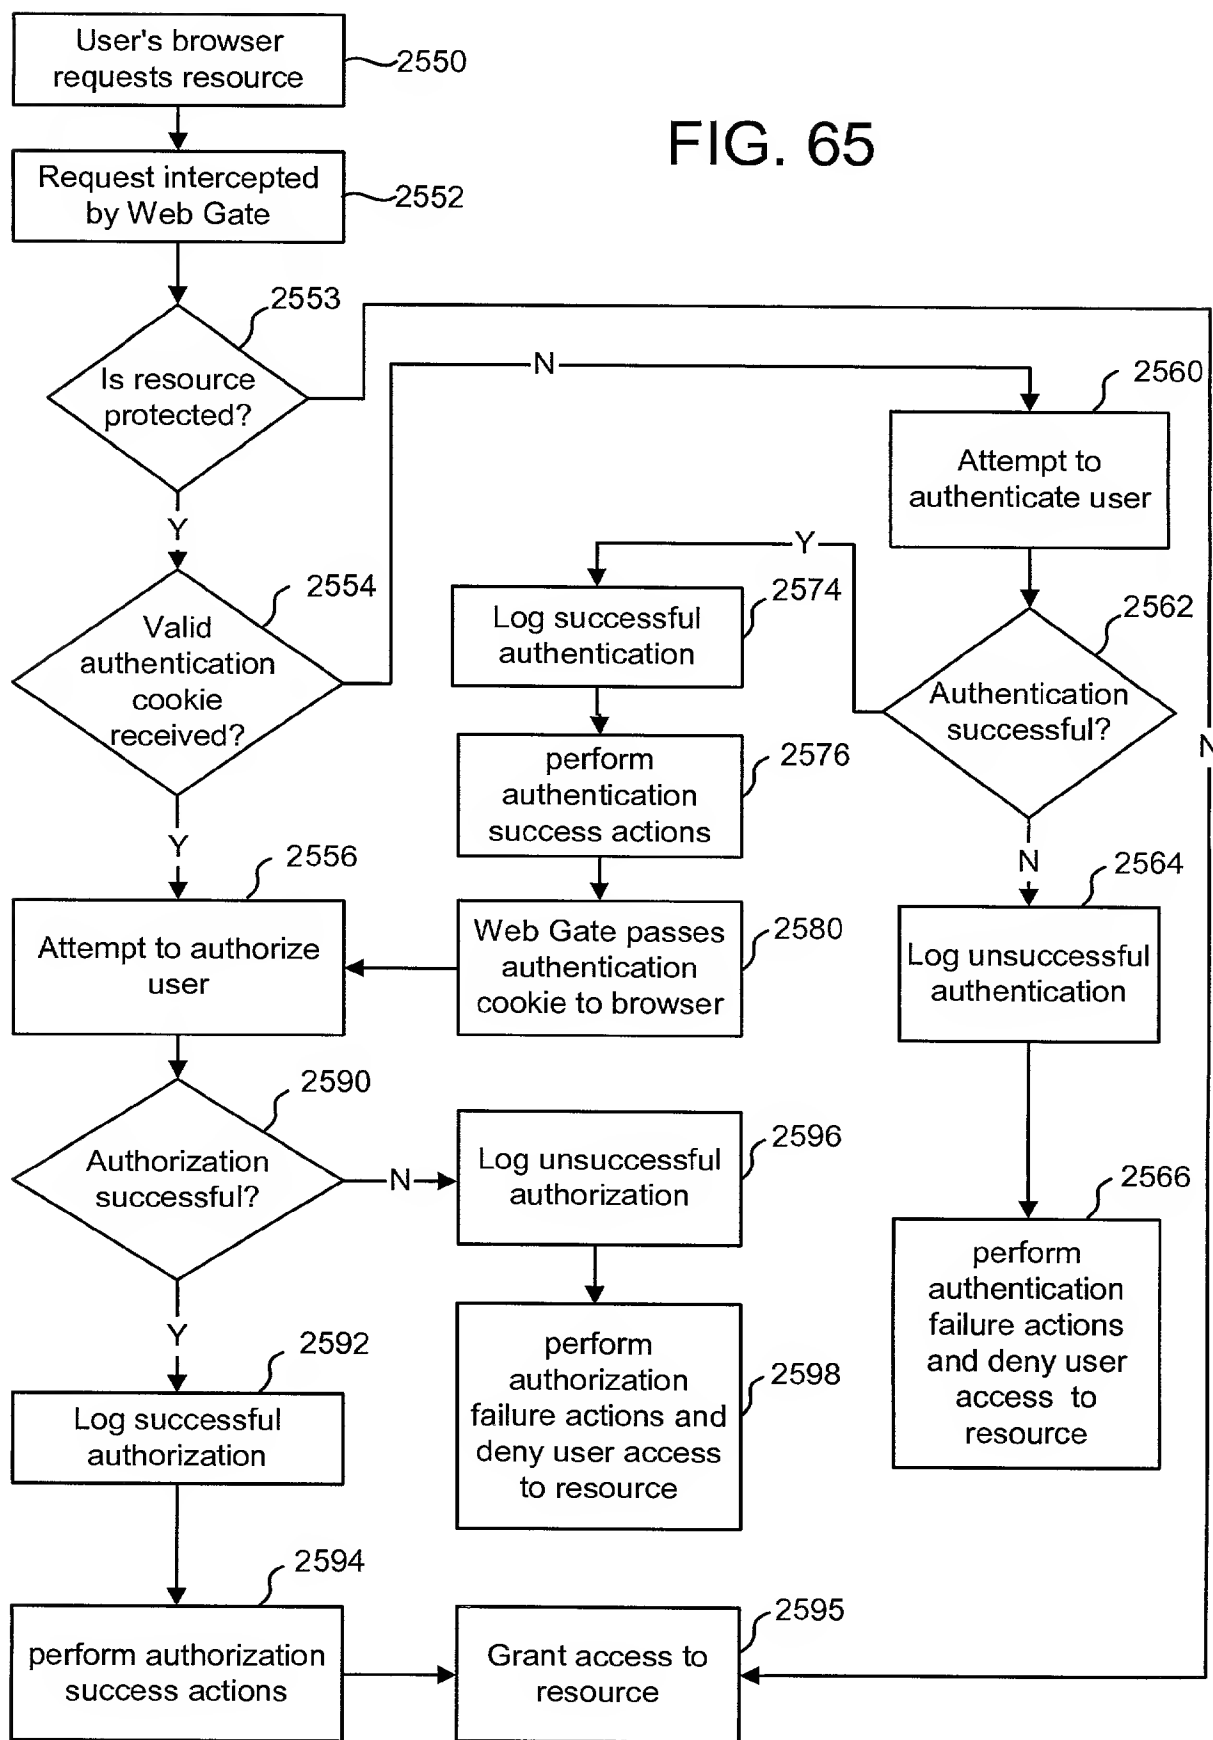 User's browser
requests resource
2550
FIG. 65
Request intercepted
by Web Gate
2552
2553
Is resource
protected?
N
2560
Attempt to
authenticate user
Y
Y
2554
Valid
authentication
cookie
received?
2574
Log successful
authentication
2562
Authentication
successful?
N
2576
perform
authentication
success actions
Y
N
2556
Attempt to authorize
user
2580
Web Gate passes
authentication
cookie to browser
2564
Log unsuccessful
authentication
2590
Authorization
successful?
N
2596
Log unsuccessful
authorization
2566
perform
authentication
failure actions
and deny user
access to
resource
Y
2592
Log successful
authorization
2598
perform
authorization
failure actions and
deny user access
to resource
2594
perform authorization
success actions
2595
Grant access to
resource